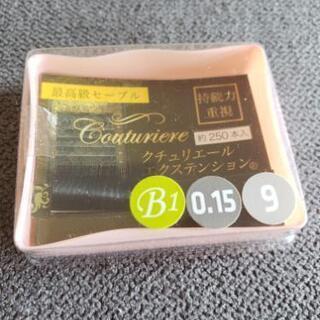 最高級セーブル
持続力
重視
Couturiere
約250本入
クチュリエール
エクステンション®
B1 0.15 9